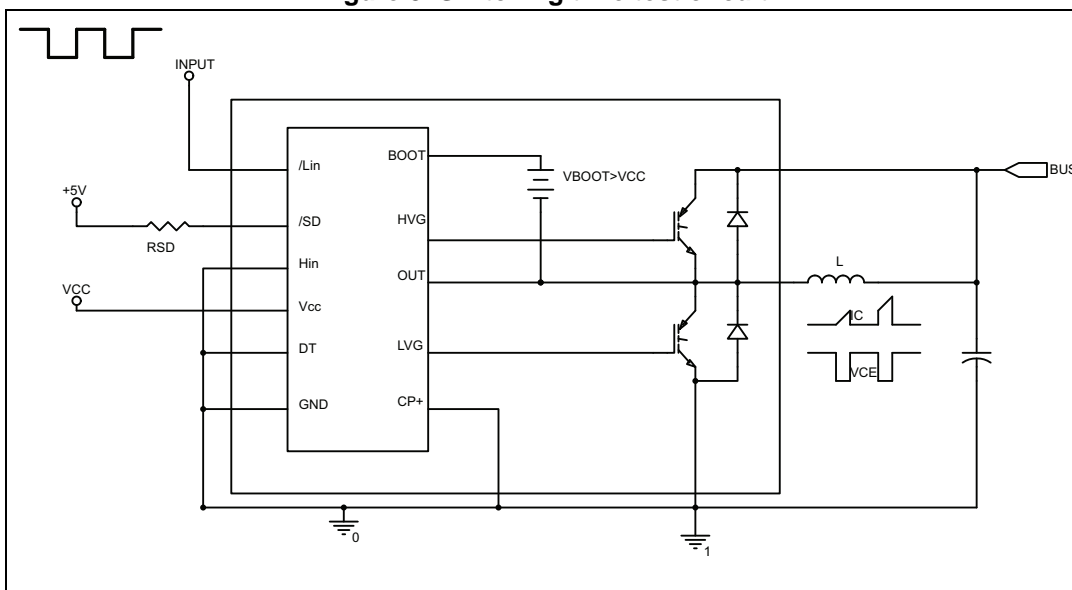 INPUT
+5V
RSD
VCC
/Lin
/SD
Hin
Vcc
DT
GND
BOOT
HVG
OUT
LVG
CP+
VBOOT>VCC
BUS
L
IC
VCE
0
1